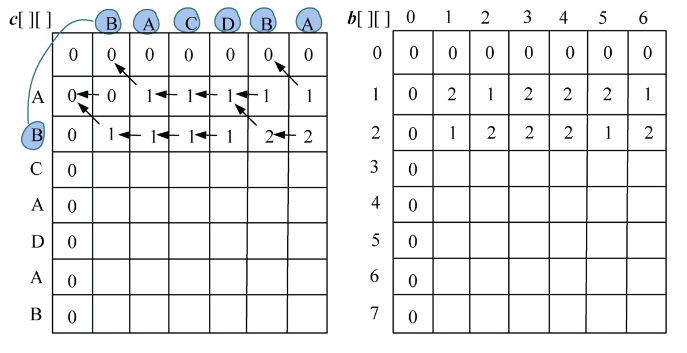 c[ ][ ] B A C D B A
0 0 0 0 0 0 0
A 0 0 1 1 1 1 1
B 0 1 1 1 1 2 2
C 0
A 0
D 0
A 0
B 0
b[ ][ ] 0 1 2 3 4 5 6
0 0 0 0 0 0 0 0
1 0 2 1 2 2 2 1
2 0 1 2 2 2 1 2
3 0
4 0
5 0
6 0
7 0